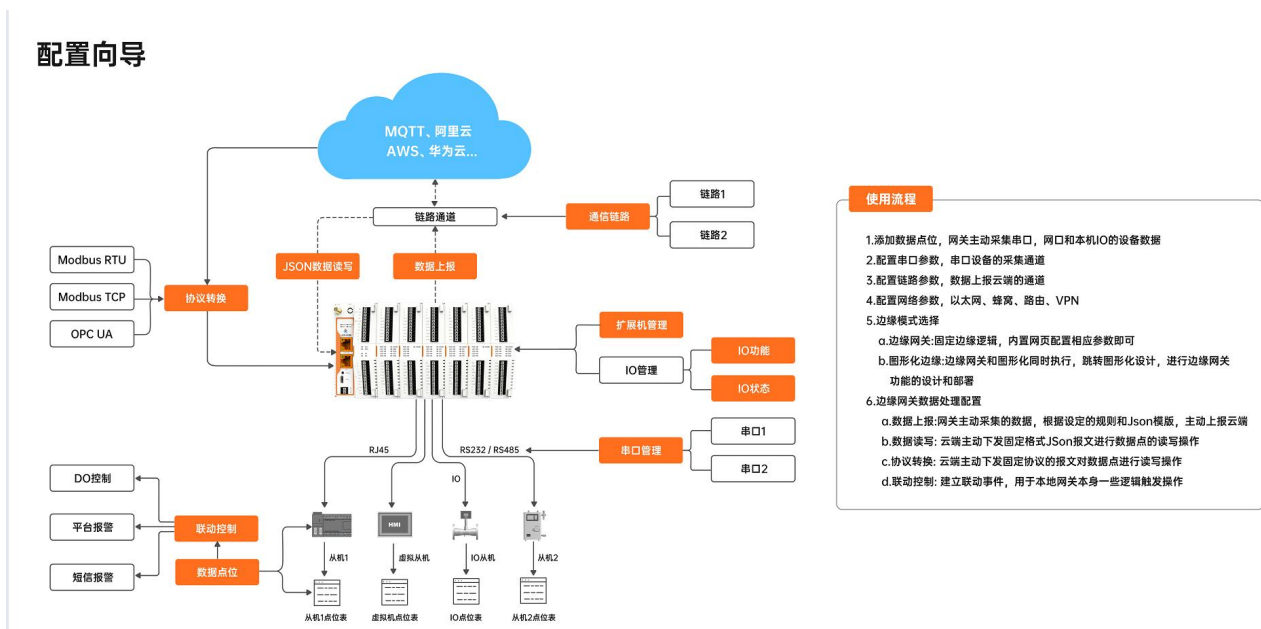 配置向导
MQTT、阿里云
AWS、华为云...
链路通道
通信链路
链路1
链路2
JSON数据读写
数据上报
Modbus RTU
Modbus TCP
OPC UA
协议转换
扩展机管理
IO管理
IO功能
IO状态
RJ45
RS232 / RS485
IO
串口管理
串口1
串口2
DO控制
平台报警
短信报警
联动控制
数据点位
HMI
从机1
虚拟从机
IO从机
从机2
从机1点位表
虚拟机点位表
IO点位表
从机2点位表
使用流程
1.添加数据点位，网关主动采集串口，网口和本机IO的设备数据
2.配置串口参数，串口设备的采集通道
3.配置链路参数，数据上报云端的通道
4.配置网络参数，以太网、蜂窝、路由、VPN
5.边缘模式选择
a.边缘网关:固定边缘逻辑，内置网页配置相应参数即可
b.图形化边缘:边缘网关和图形化同时执行，跳转图形化设计，进行边缘网关
功能的设计和部署
6.边缘网关数据处理配置
a.数据上报:网关主动采集的数据，根据设定的规则和Json模版，主动上报云端
b.数据读写: 云端主动下发固定格式JSon报文进行数据点的读写操作
c.协议转换: 云端主动下发固定协议的报文对数据点进行读写操作
d.联动控制: 建立联动事件，用于本地网关本身一些逻辑触发操作